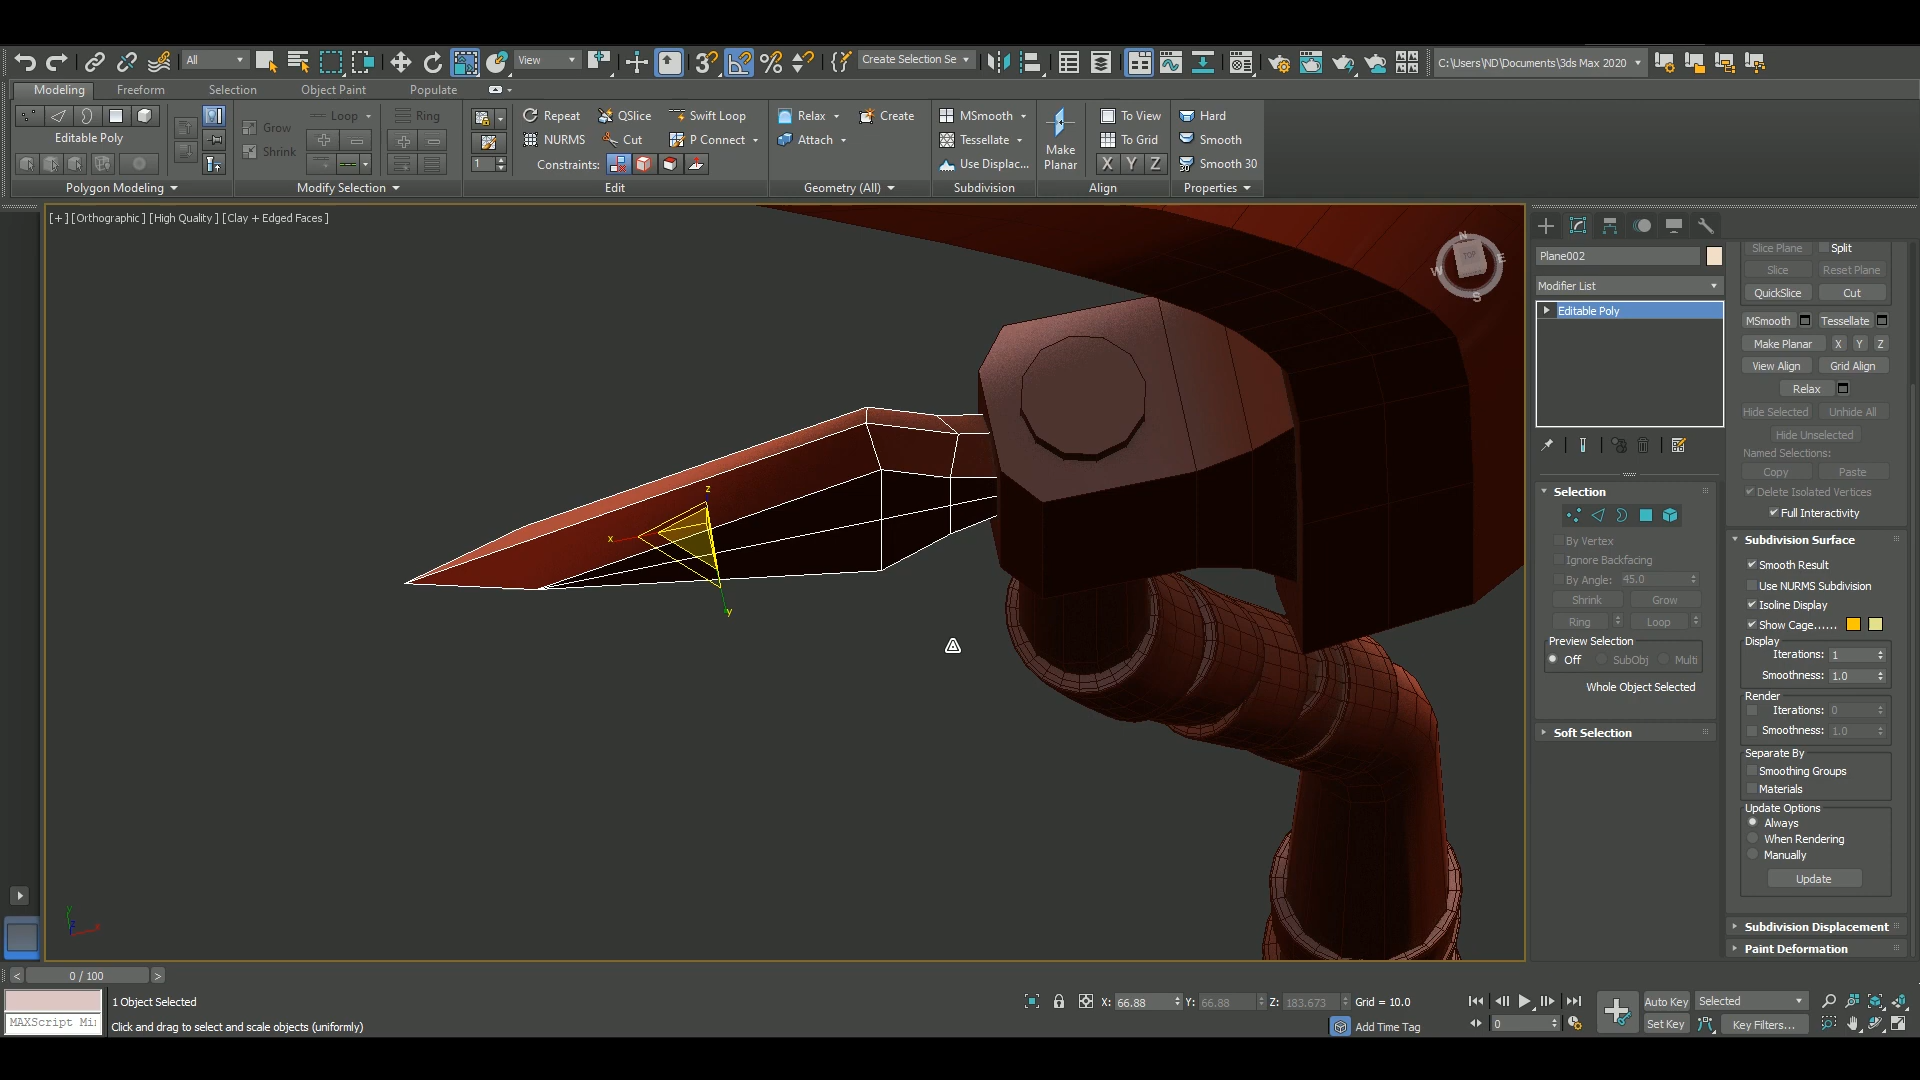 All
View
3
Create Selection Se
C:\Users\ND\Documents\3ds Max 2020
Modeling
Freeform
Selection
Object Paint
Populate
Editable Poly
Polygon Modeling
Grow
Shrink
Loop
Ring
Modify Selection
1
Repeat
QSlice
Swift Loop
NURMS
Cut
P Connect
Constraints:
Edit
Relax
Create
Attach
Geometry (All)
MSmooth
Tessellate
Use Displac...
Subdivision
Make
Planar
To View
To Grid
X Y Z
Align
Hard
Smooth
Smooth 30
Properties
[+] [Orthographic] [High Quality] [Clay + Edged Faces]
N
W
TOP
E
S
z
x
y
Plane002
Modifier List
Editable Poly
Selection
By Vertex
Ignore Backfacing
By Angle: 45.0
Shrink
Grow
Ring
Loop
Preview Selection
Off
SubObj
Multi
Whole Object Selected
Soft Selection
Slice Plane
Split
Slice
Reset Plane
QuickSlice
Cut
MSmooth
Tessellate
Make Planar
X Y Z
View Align
Grid Align
Relax
Hide Selected
Unhide All
Hide Unselected
Named Selections:
Copy
Paste
Delete Isolated Vertices
Full Interactivity
Subdivision Surface
Smooth Result
Use NURMS Subdivision
Isoline Display
Show Cage......
Display
Iterations: 1
Smoothness: 1.0
Render
Iterations: 0
Smoothness: 1.0
Separate By
Smoothing Groups
Materials
Update Options
Always
When Rendering
Manually
Update
Subdivision Displacement
Paint Deformation
< 0 / 100 >
1 Object Selected
MAXScript Mi
Click and drag to select and scale objects (uniformly)
X: 66.88
Y: 66.88
Z: 183.673
Grid = 10.0
Add Time Tag
0
Auto Key
Selected
Set Key
Key Filters...